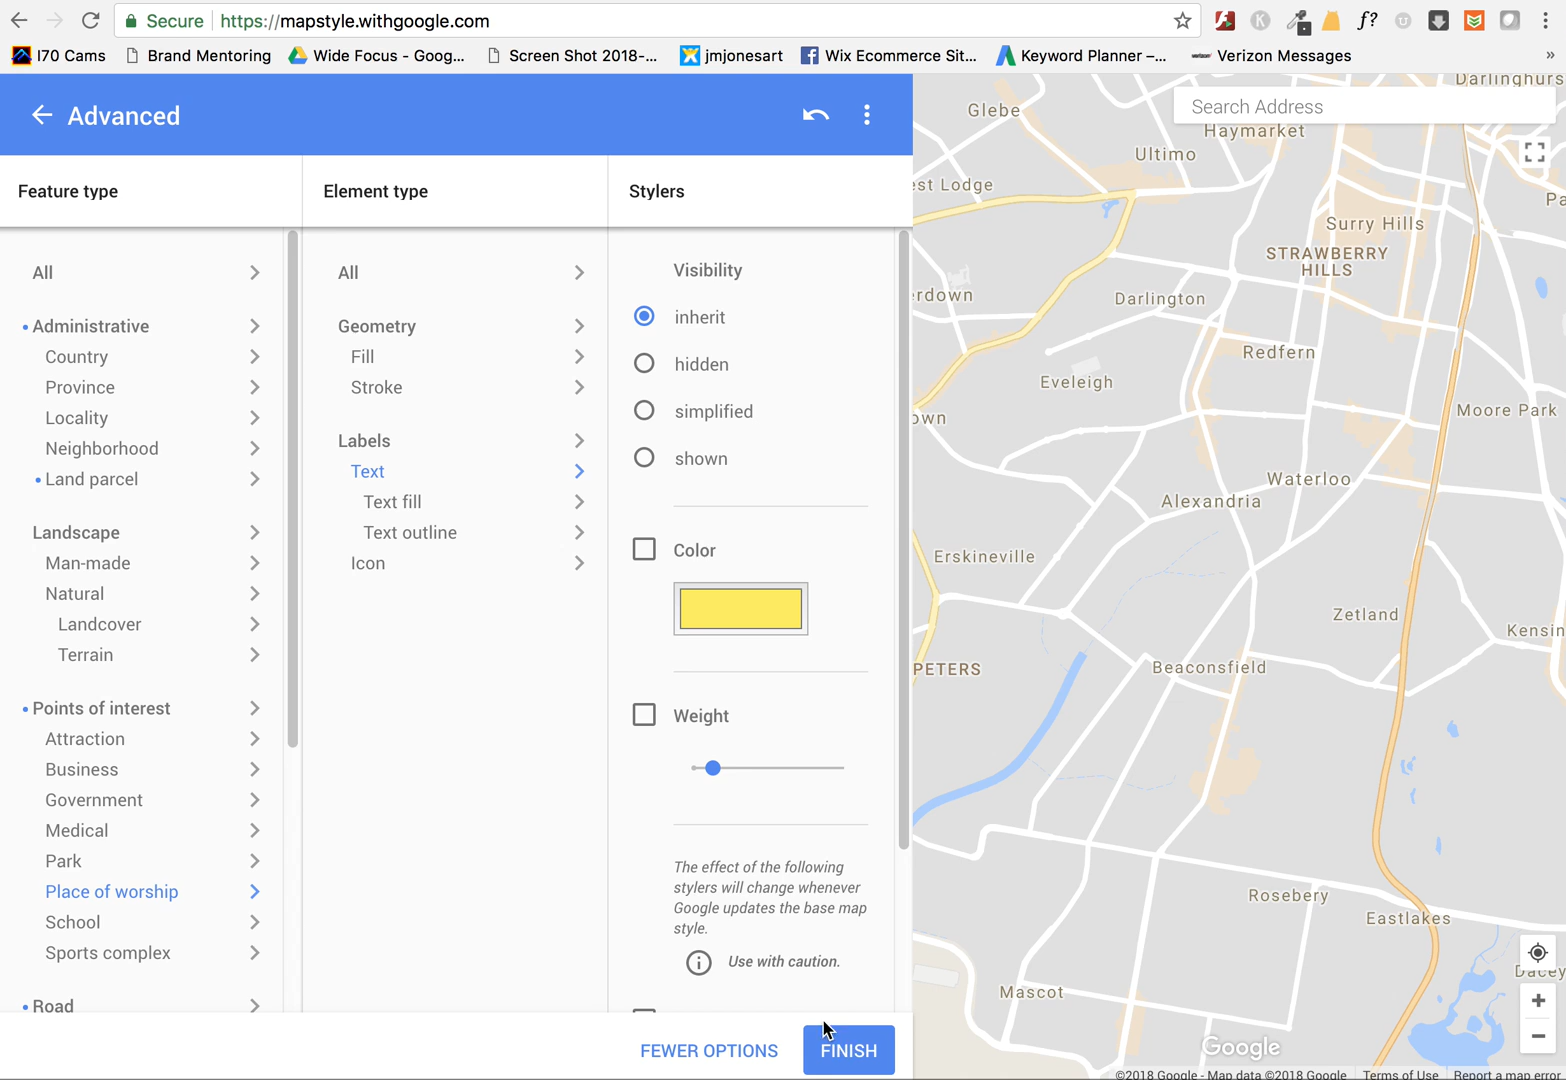 Secure https://mapstyle.withgoogle.com
f?
I70 Cams Brand Mentoring Wide Focus - Goog... Screen Shot 2018-... jmjonesart Wix Ecommerce Sit... Keyword Planner –... Verizon Messages »
Advanced
Feature type
Element type
Stylers
All
Administrative
Country
Province
Locality
Neighborhood
Land parcel
Landscape
Man-made
Natural
Landcover
Terrain
Points of interest
Attraction
Business
Government
Medical
Park
Place of worship
School
Sports complex
Road
All
Geometry
Fill
Stroke
Labels
Text
Text fill
Text outline
Icon
Visibility
inherit
hidden
simplified
shown
Color
Weight
The effect of the following
stylers will change whenever
Google updates the base map
style.
Use with caution.
FEWER OPTIONS
FINISH
Search Address
Darlinghurs
Glebe
Haymarket
Ultimo
est Lodge
Pa
Surry Hills
STRAWBERRY
HILLS
rdown
Darlington
Redfern
Eveleigh
own
Moore Park
Waterloo
Alexandria
Erskineville
Zetland
Kensin
PETERS
Beaconsfield
Rosebery
Eastlakes
Dacey
Mascot
Google
©2018 Google - Map data ©2018 Google Terms of Use Report a map error